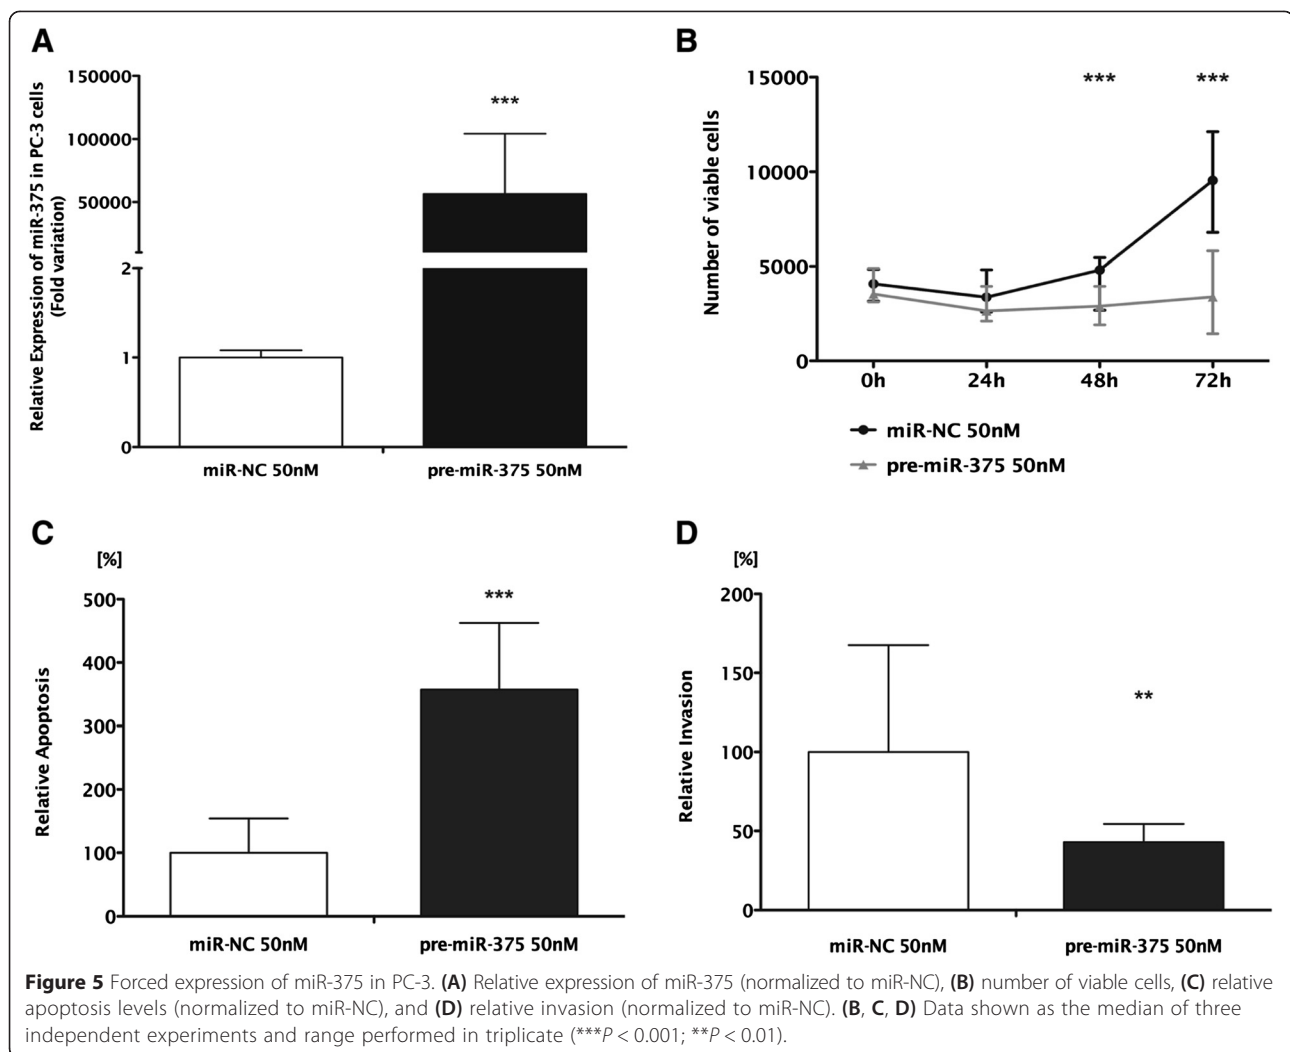 A
Relative Expression of miR-375 in PC-3 cells
(Fold variation)
150000
100000
50000
2
1
0
***
miR-NC 50nM
pre-miR-375 50nM
B
Number of viable cells
15000
10000
5000
0
***
***
0h
24h
48h
72h
miR-NC 50nM
pre-miR-375 50nM
C
[%]
Relative Apoptosis
500
400
300
200
100
0
***
miR-NC 50nM
pre-miR-375 50nM
D
[%]
Relative Invasion
200
150
100
50
0
**
miR-NC 50nM
pre-miR-375 50nM
Figure 5 Forced expression of miR-375 in PC-3. (A) Relative expression of miR-375 (normalized to miR-NC), (B) number of viable cells, (C) relative
apoptosis levels (normalized to miR-NC), and (D) relative invasion (normalized to miR-NC). (B, C, D) Data shown as the median of three
independent experiments and range performed in triplicate (***P < 0.001; **P < 0.01).